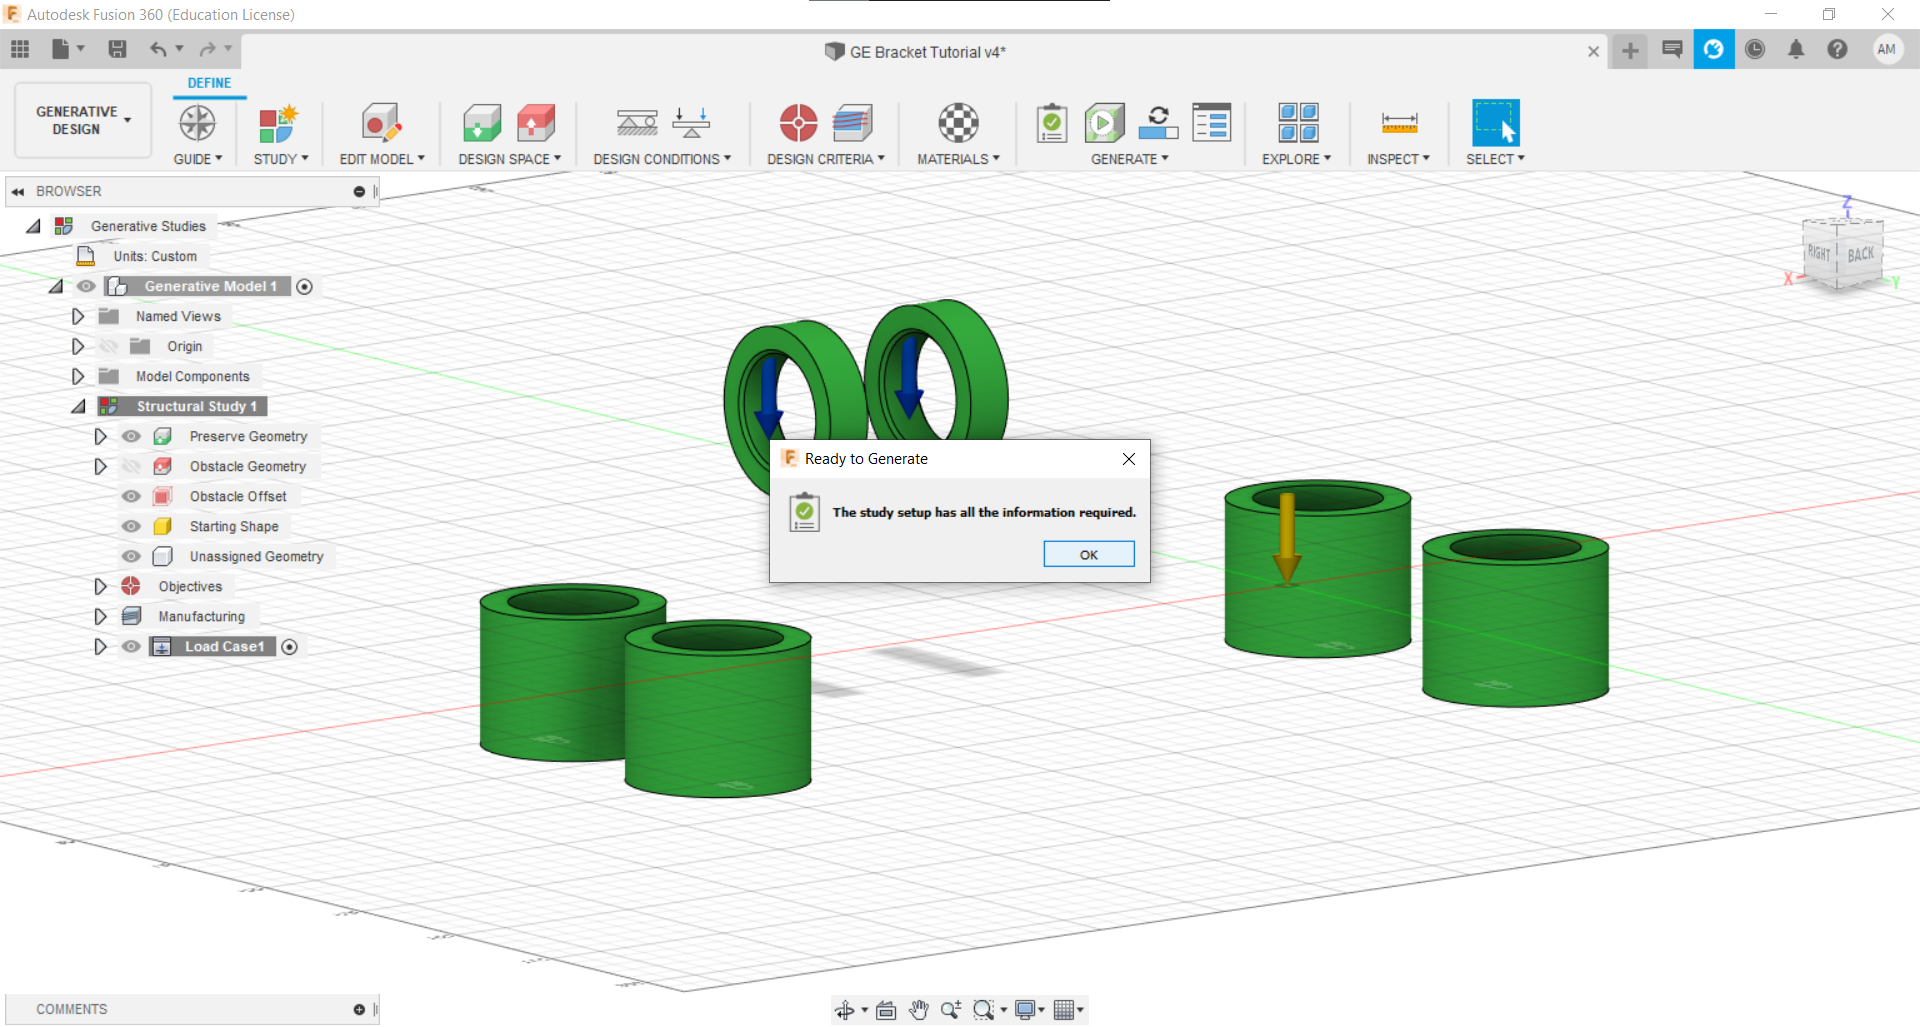 Autodesk Fusion 360 (Education License)
GE Bracket Tutorial v4*
AM
DEFINE
GENERATIVE
DESIGN
GUIDE
STUDY
EDIT MODEL
DESIGN SPACE
DESIGN CONDITIONS
DESIGN CRITERIA
MATERIALS
GENERATE
EXPLORE
INSPECT
SELECT
BROWSER
Generative Studies
Units: Custom
Generative Model 1
Named Views
Origin
Model Components
Structural Study 1
Preserve Geometry
Obstacle Geometry
Obstacle Offset
Starting Shape
Unassigned Geometry
Objectives
Manufacturing
Load Case1
Z
RIGHT
BACK
X
Y
Ready to Generate
The study setup has all the information required.
OK
COMMENTS